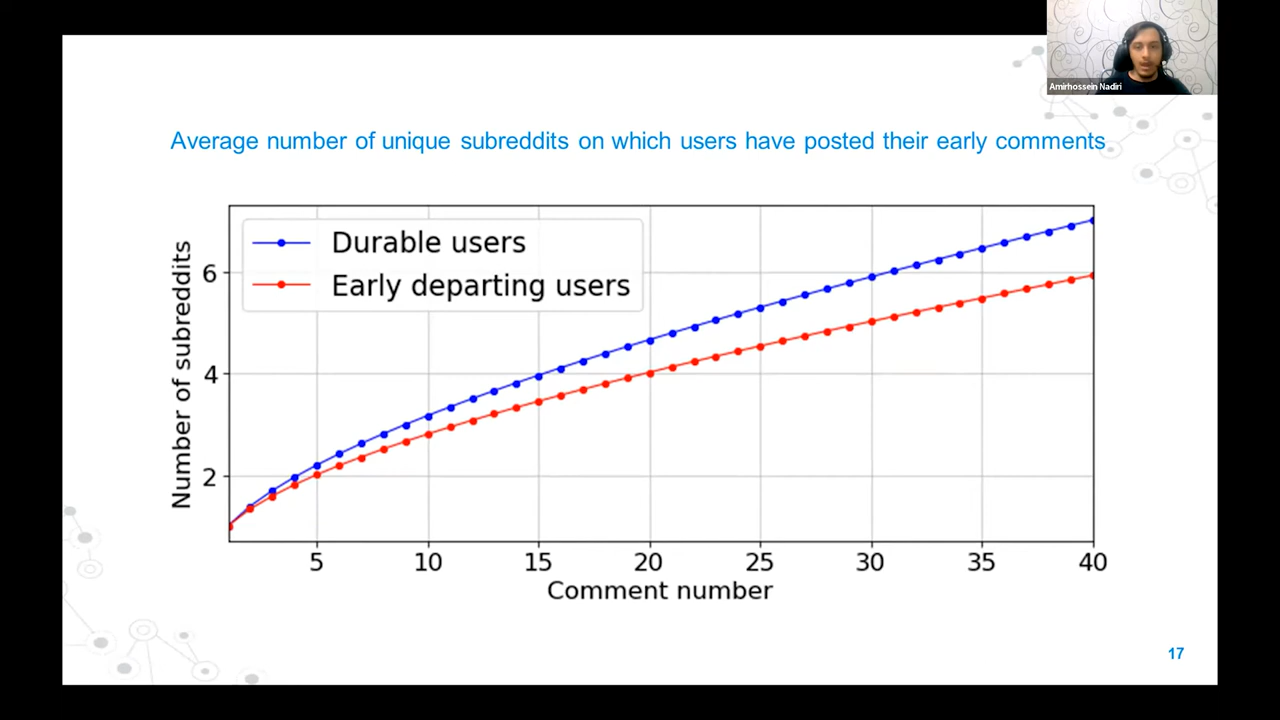 Amirhossein Nadiri
Average number of unique subreddits on which users have posted their early comments
Durable users
Early departing users
Number of subreddits
6
4
2
5 10 15 20 25 30 35 40
Comment number
17